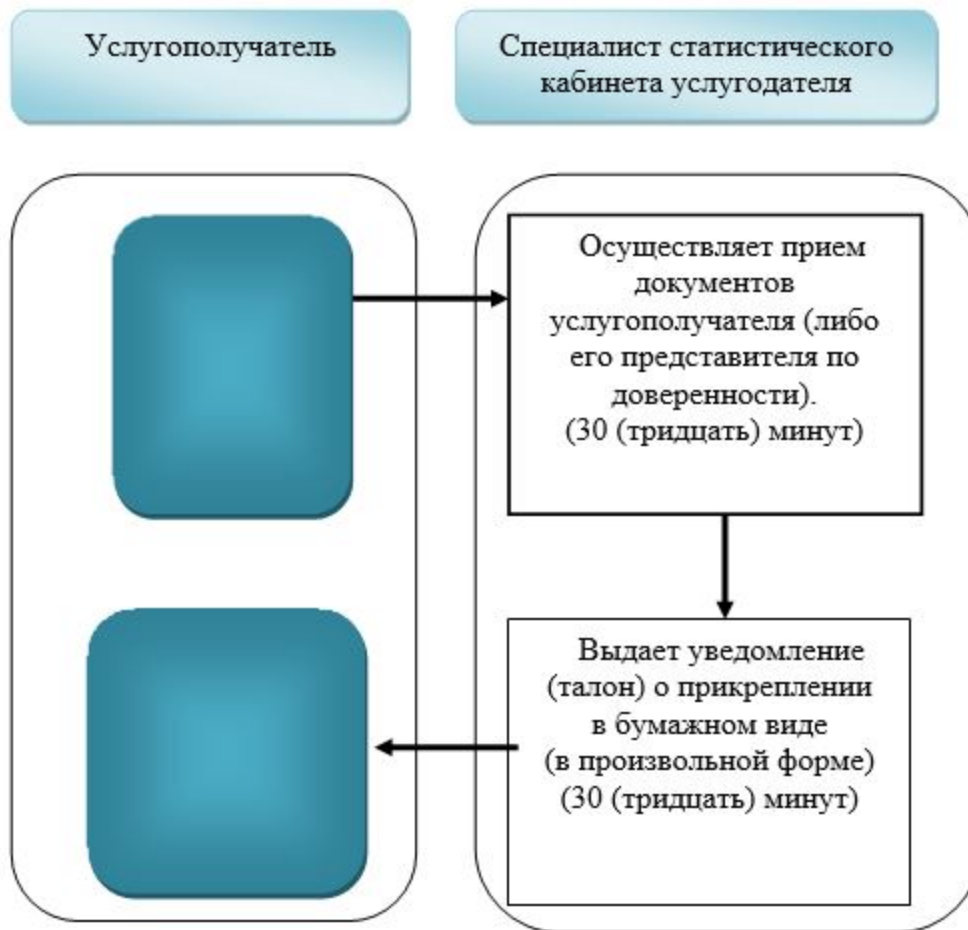 Услугополучатель
Специалист статистического
кабинета услугодателя
Осуществляет прием
документов
услугополучателя (либо
его представителя по
доверенности).
(30 (тридцать) минут)
Выдает уведомление
(талон) о прикреплении
в бумажном виде
(в произвольной форме)
(30 (тридцать) минут)